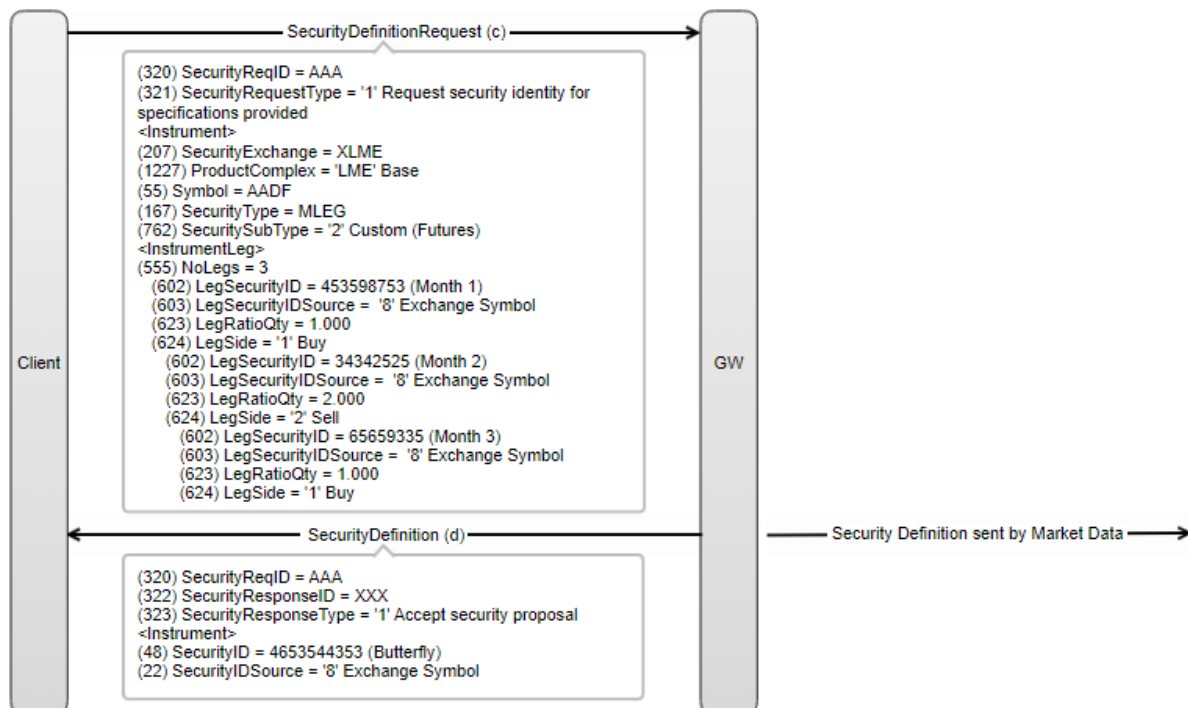 SecurityDefinitionRequest (c)
(320) SecurityReqID = AAA
(321) SecurityRequestType = '1' Request security identity for
specifications provided
<Instrument>
(207) SecurityExchange = XLME
(1227) ProductComplex = 'LME' Base
(55) Symbol = AADF
(167) SecurityType = MLEG
(762) SecuritySubType = '2' Custom (Futures)
<InstrumentLeg>
(555) NoLegs = 3
(602) LegSecurityID = 453598753 (Month 1)
(603) LegSecurityIDSource = '8' Exchange Symbol
(623) LegRatioQty = 1.000
(624) LegSide = '1' Buy
(602) LegSecurityID = 34342525 (Month 2)
(603) LegSecurityIDSource = '8' Exchange Symbol
(623) LegRatioQty = 2.000
(624) LegSide = '2' Sell
(602) LegSecurityID = 65659335 (Month 3)
(603) LegSecurityIDSource = '8' Exchange Symbol
(623) LegRatioQty = 1.000
(624) LegSide = '1' Buy
Client
GW
SecurityDefinition (d)
Security Definition sent by Market Data
(320) SecurityReqID = AAA
(322) SecurityResponseID = XXX
(323) SecurityResponseType = '1' Accept security proposal
<Instrument>
(48) SecurityID = 4653544353 (Butterfly)
(22) SecurityIDSource = '8' Exchange Symbol